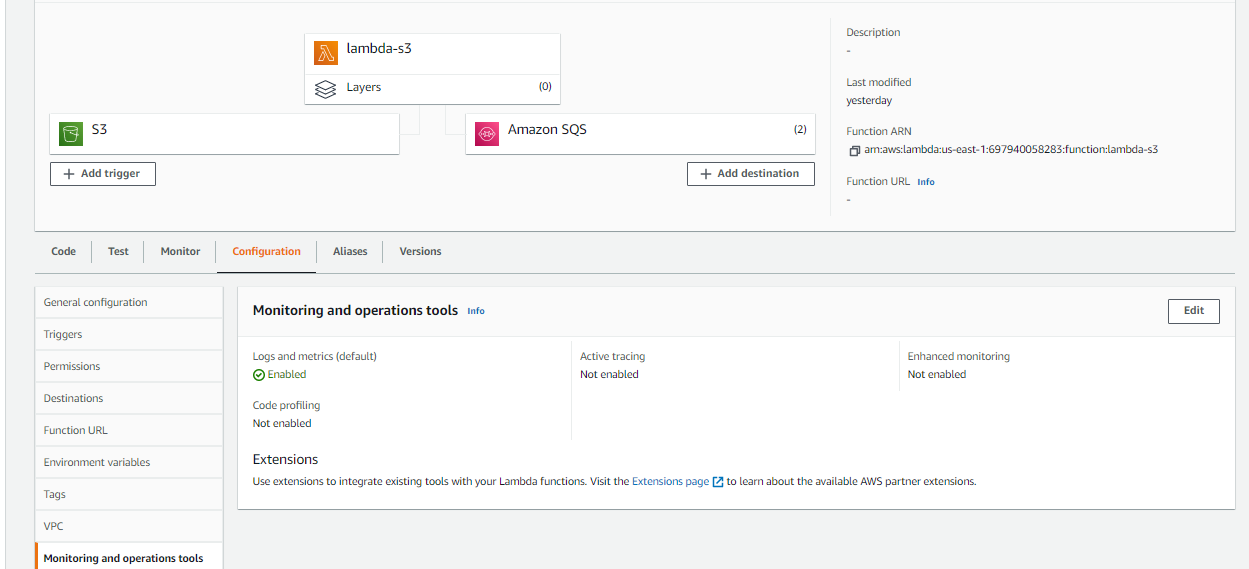 lambda-s3
Layers
(0)
S3
Amazon SQS
(2)
Add trigger
Add destination
Description
-
Last modified
yesterday
Function ARN
arn:aws:lambda:us-east-1:697940058283:function:lambda-s3
Function URL Info
-
Code
Test
Monitor
Configuration
Aliases
Versions
General configuration
Triggers
Permissions
Destinations
Function URL
Environment variables
Tags
VPC
Monitoring and operations tools
Monitoring and operations tools Info
Edit
Logs and metrics (default)
Enabled
Active tracing
Not enabled
Enhanced monitoring
Not enabled
Code profiling
Not enabled
Extensions
Use extensions to integrate existing tools with your Lambda functions. Visit the Extensions page to learn about the available AWS partner extensions.